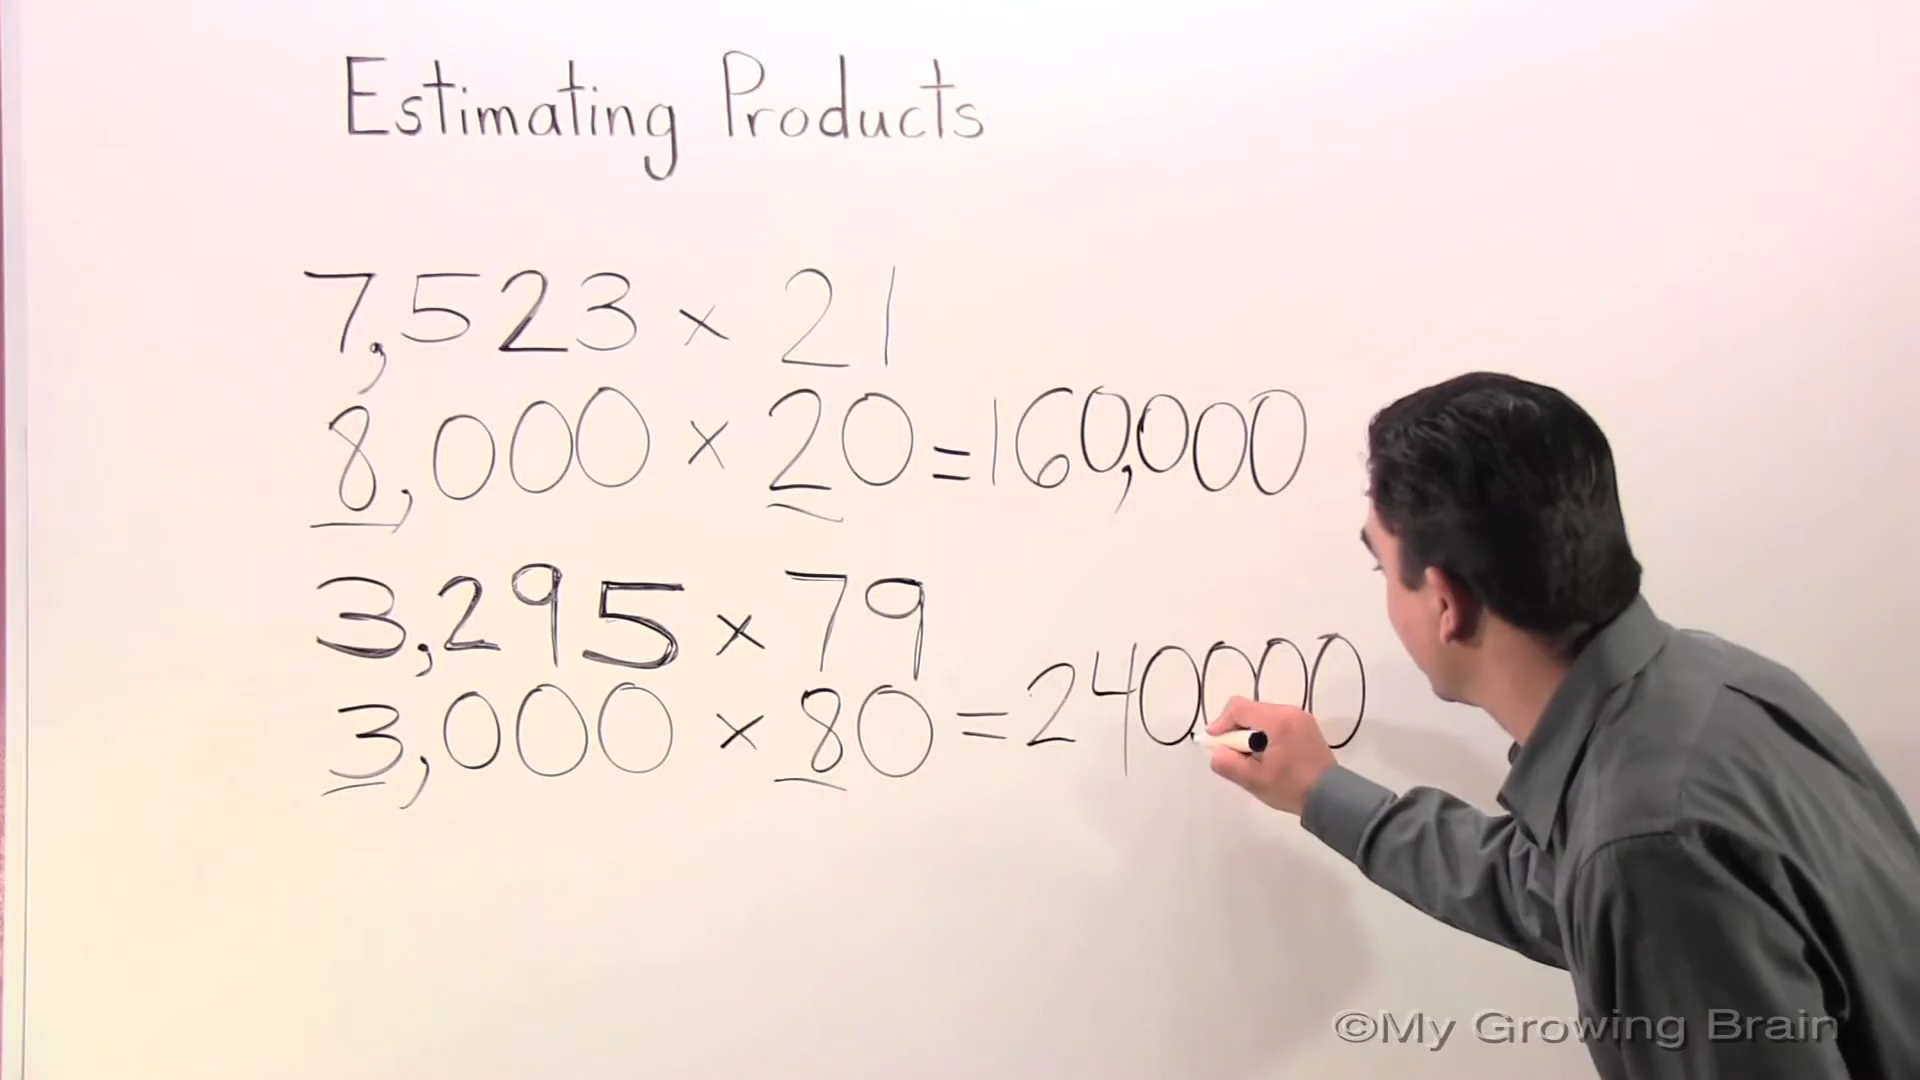 Estimating Products
7,523 × 21
8,000 × 20 = 160,000
3,295 × 79
3,000 × 80 = 240000
©My Growing Brain